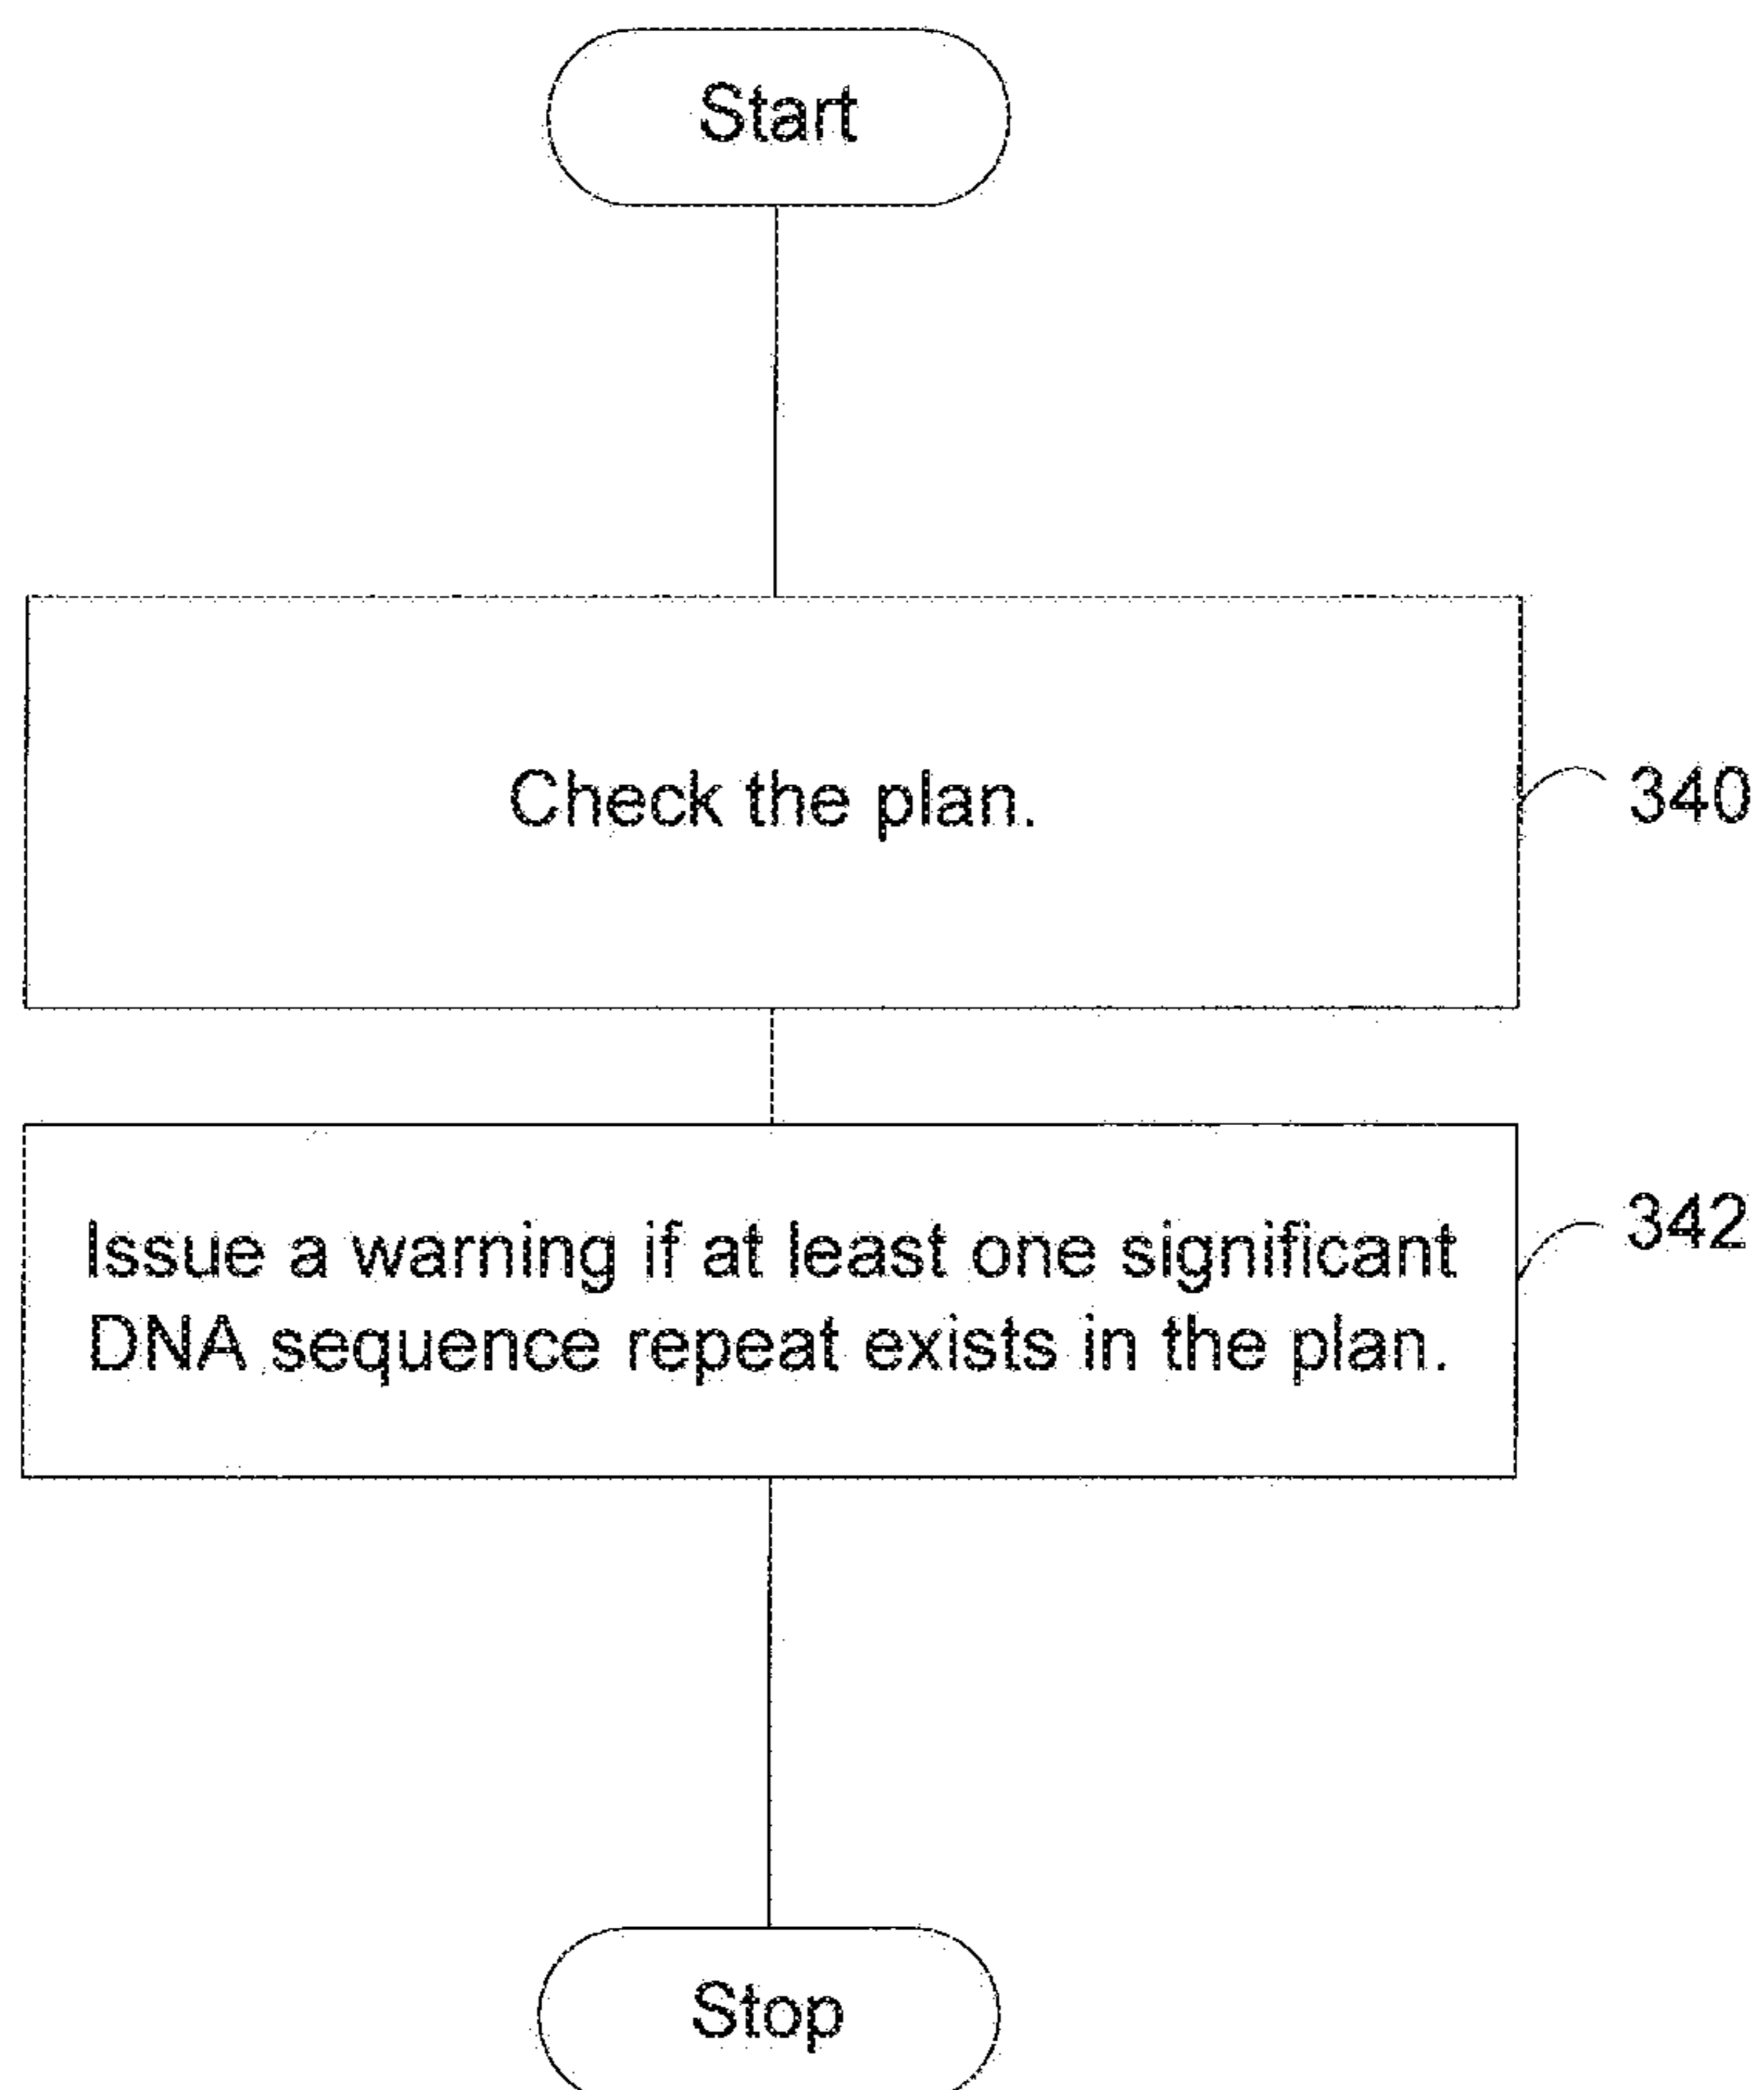 Start
Check the plan.
340
Issue a warning if at least one significant
DNA sequence repeat exists in the plan.
342
Stop